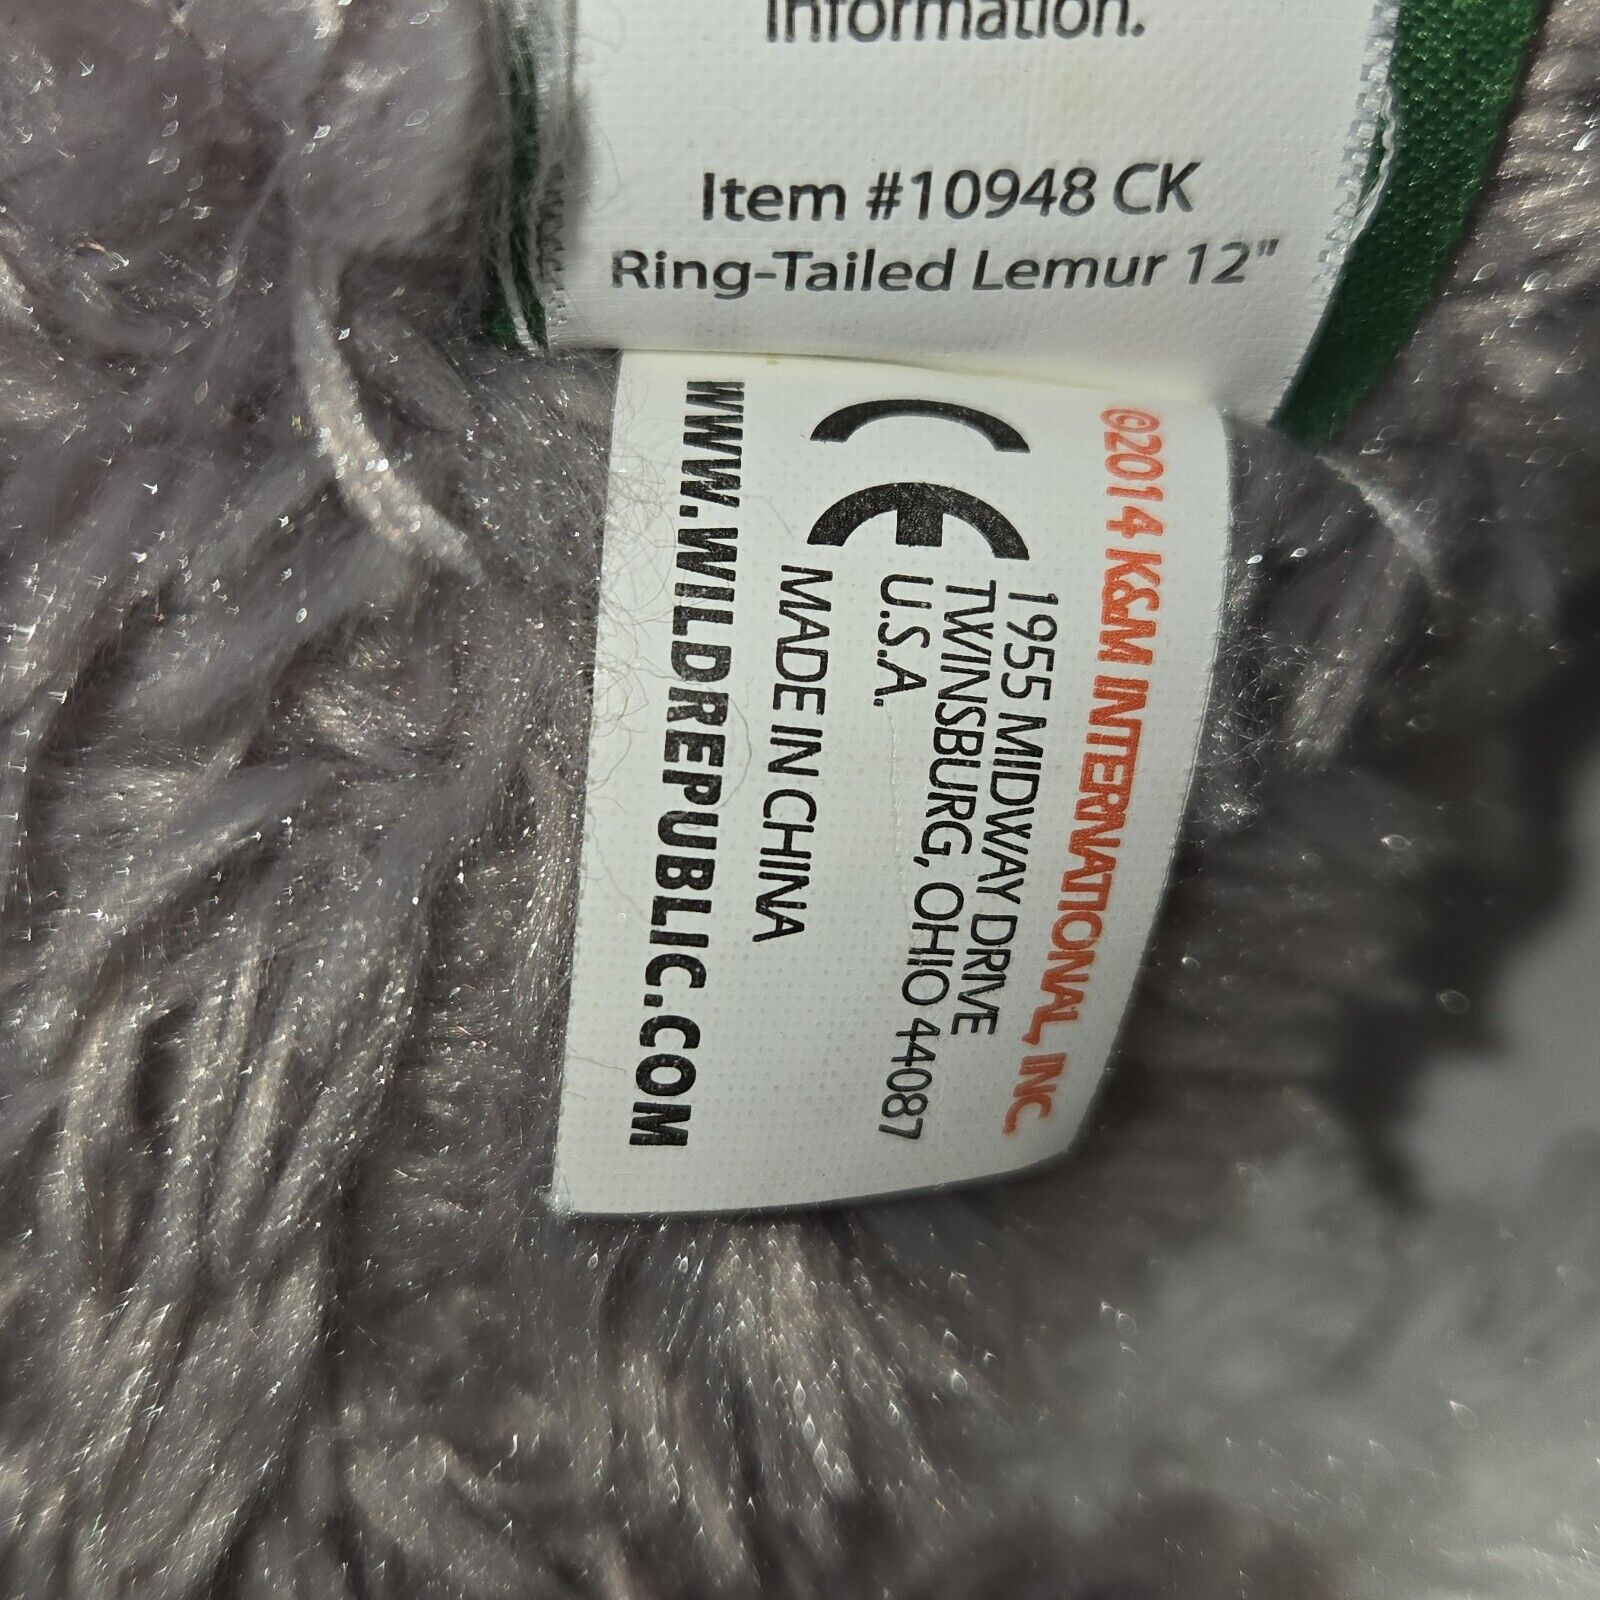 Information.
Item #10948 CK
Ring-Tailed Lemur 12"
©2014 K&M INTERNATIONAL, INC.
1955 MIDWAY DRIVE
TWINSBURG, OHIO 44087
U.S.A.
CE
MADE IN CHINA
WWW.WILDREPUBLIC.COM